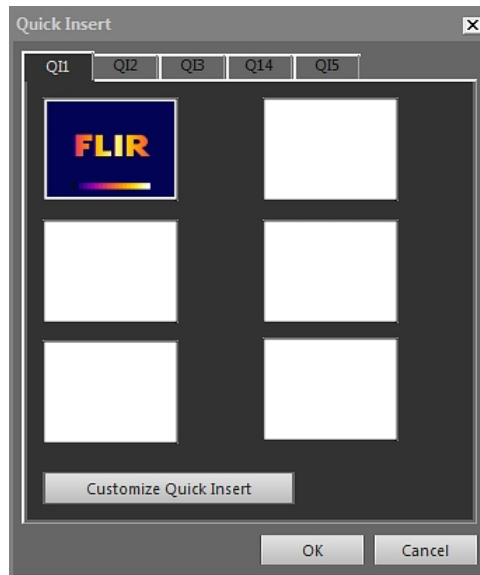 Quick Insert
QI1 QI2 QI3 Q14 QI5
FLIR
Customize Quick Insert
OK Cancel